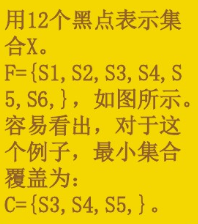 用12个黑点表示集
合X。
F={S1,S2,S3,S4,S
5,S6,}，如图所示。
容易看出，对于这
个例子，最小集合
覆盖为：
C={S3,S4,S5,}。